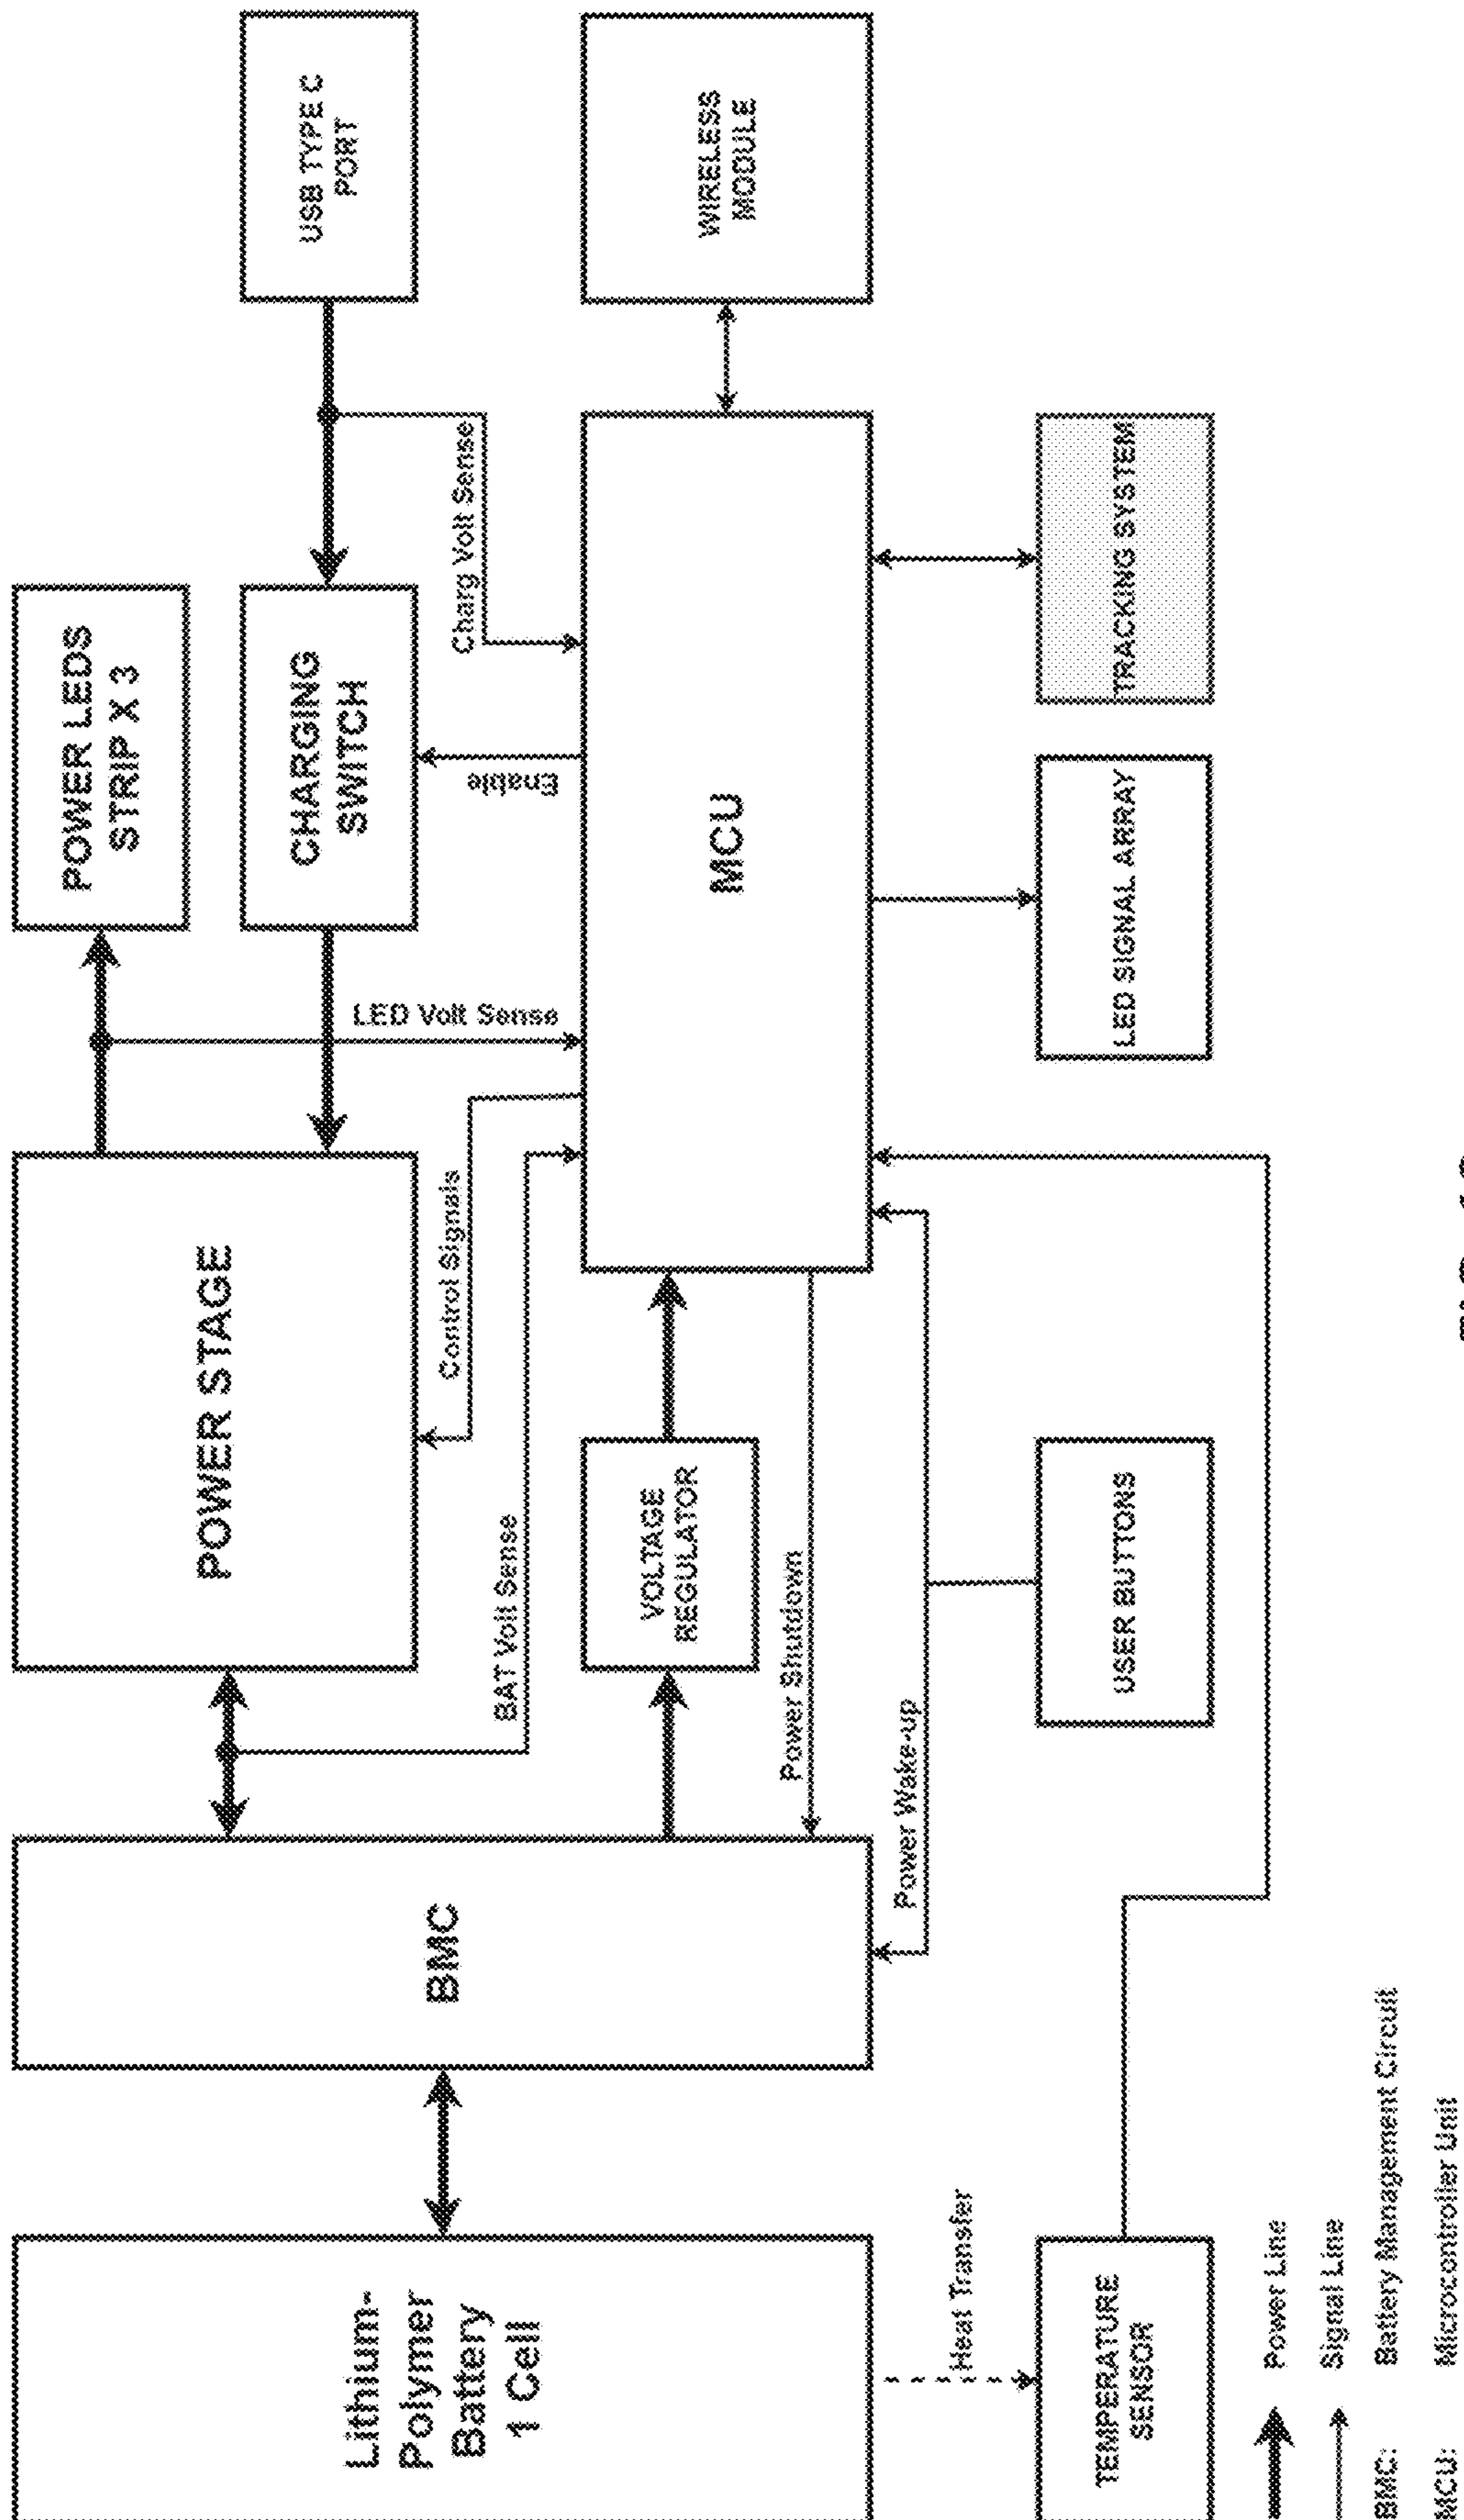 Lithium-
Polymer
Battery
1 Cell
BMC
POWER STAGE
POWER LEDS
STRIP X 3
CHARGING
SWITCH
USB TYPE C
PORT
LED Volt Sense
Control Signals
BAT Volt Sense
Enable
Charg Volt Sense
VOLTAGE
REGULATOR
MCU
WIRELESS
MODULE
Power Shutdown
Power Wake-up
Heat Transfer
TEMPERATURE
SENSOR
USER BUTTONS
LED SIGNAL ARRAY
TRACKING SYSTEM
Power Line
Signal Line
BMC: Battery Management Circuit
MCU: Microcontroller Unit